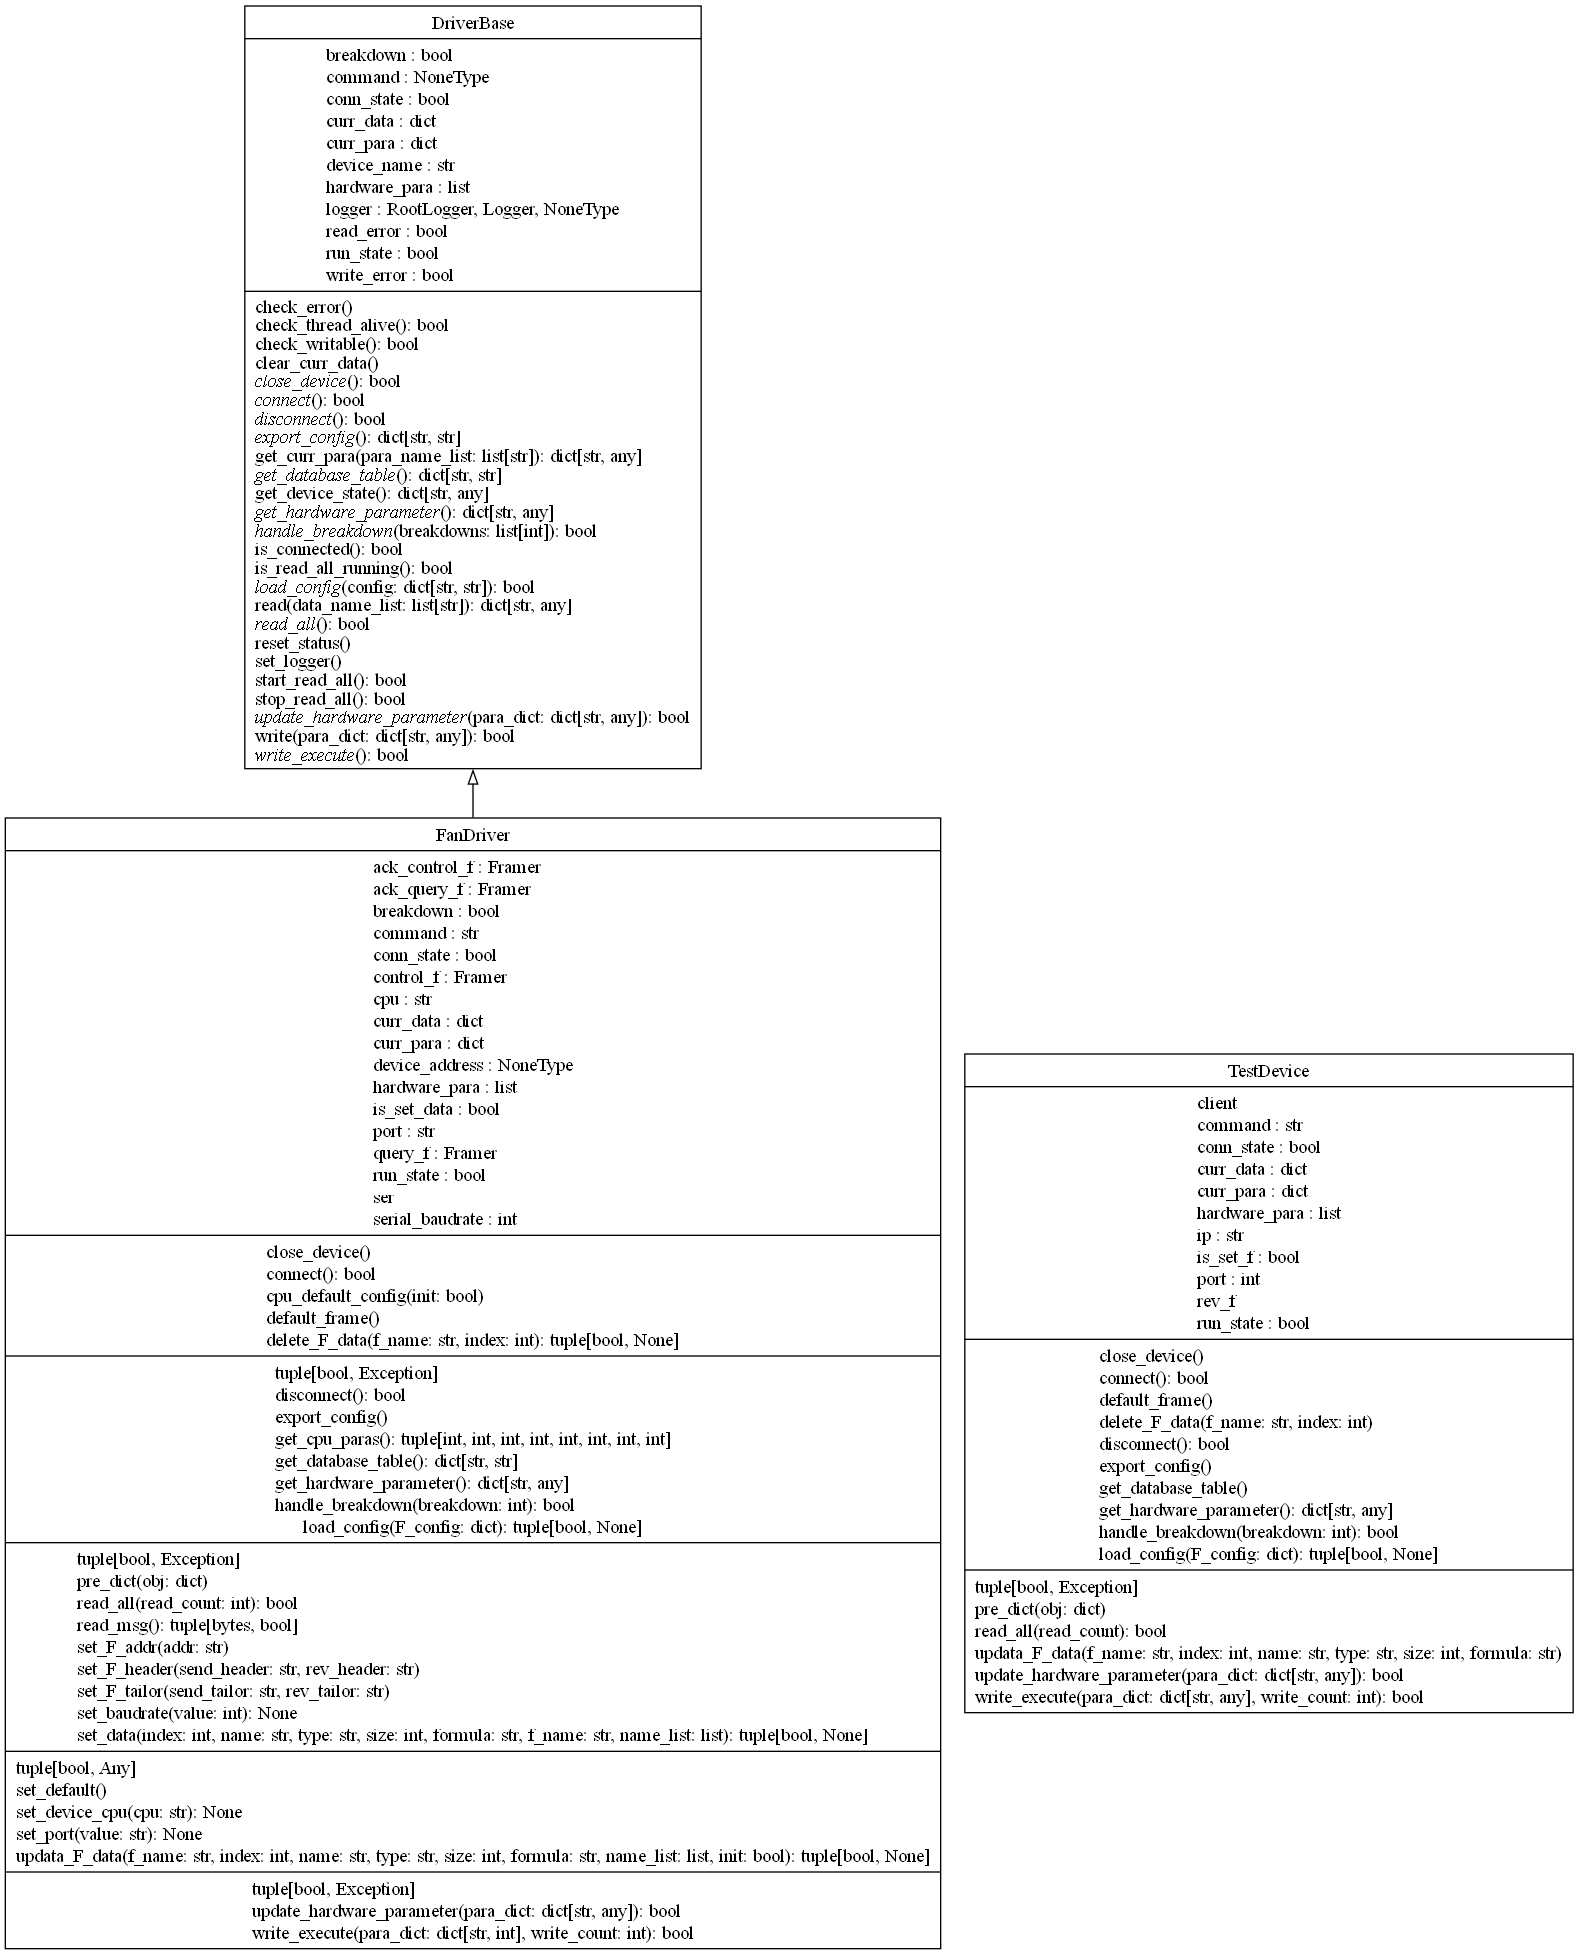 DriverBase
breakdown : bool
command : NoneType
conn_state : bool
curr_data : dict
curr_para : dict
device_name : str
hardware_para : list
logger : RootLogger, Logger, NoneType
read_error : bool
run_state : bool
write_error : bool
check_error()
check_thread_alive(): bool
check_writable(): bool
clear_curr_data()
close_device(): bool
connect(): bool
disconnect(): bool
export_config(): dict[str, str]
get_curr_para(para_name_list: list[str]): dict[str, any]
get_database_table(): dict[str, str]
get_device_state(): dict[str, any]
get_hardware_parameter(): dict[str, any]
handle_breakdown(breakdowns: list[int]): bool
is_connected(): bool
is_read_all_running(): bool
load_config(config: dict[str, str]): bool
read(data_name_list: list[str]): dict[str, any]
read_all(): bool
reset_status()
set_logger()
start_read_all(): bool
stop_read_all(): bool
update_hardware_parameter(para_dict: dict[str, any]): bool
write(para_dict: dict[str, any]): bool
write_execute(): bool
FanDriver
ack_control_f : Framer
ack_query_f : Framer
breakdown : bool
command : str
conn_state : bool
control_f : Framer
cpu : str
curr_data : dict
curr_para : dict
device_address : NoneType
hardware_para : list
is_set_data : bool
port : str
query_f : Framer
run_state : bool
ser
serial_baudrate : int
close_device()
connect(): bool
cpu_default_config(init: bool)
default_frame()
delete_F_data(f_name: str, index: int): tuple[bool, None]
tuple[bool, Exception]
disconnect(): bool
export_config()
get_cpu_paras(): tuple[int, int, int, int, int, int, int, int]
get_database_table(): dict[str, str]
get_hardware_parameter(): dict[str, any]
handle_breakdown(breakdown: int): bool
load_config(F_config: dict): tuple[bool, None]
tuple[bool, Exception]
pre_dict(obj: dict)
read_all(read_count: int): bool
read_msg(): tuple[bytes, bool]
set_F_addr(addr: str)
set_F_header(send_header: str, rev_header: str)
set_F_tailor(send_tailor: str, rev_tailor: str)
set_baudrate(value: int): None
set_data(index: int, name: str, type: str, size: int, formula: str, f_name: str, name_list: list): tuple[bool, None]
tuple[bool, Any]
set_default()
set_device_cpu(cpu: str): None
set_port(value: str): None
updata_F_data(f_name: str, index: int, name: str, type: str, size: int, formula: str, name_list: list, init: bool): tuple[bool, None]
tuple[bool, Exception]
update_hardware_parameter(para_dict: dict[str, any]): bool
write_execute(para_dict: dict[str, int], write_count: int): bool
TestDevice
client
command : str
conn_state : bool
curr_data : dict
curr_para : dict
hardware_para : list
ip : str
is_set_f : bool
port : int
rev_f
run_state : bool
close_device()
connect(): bool
default_frame()
delete_F_data(f_name: str, index: int)
disconnect(): bool
export_config()
get_database_table()
get_hardware_parameter(): dict[str, any]
handle_breakdown(breakdown: int): bool
load_config(F_config: dict): tuple[bool, None]
tuple[bool, Exception]
pre_dict(obj: dict)
read_all(read_count): bool
updata_F_data(f_name: str, index: int, name: str, type: str, size: int, formula: str)
update_hardware_parameter(para_dict: dict[str, any]): bool
write_execute(para_dict: dict[str, any], write_count: int): bool